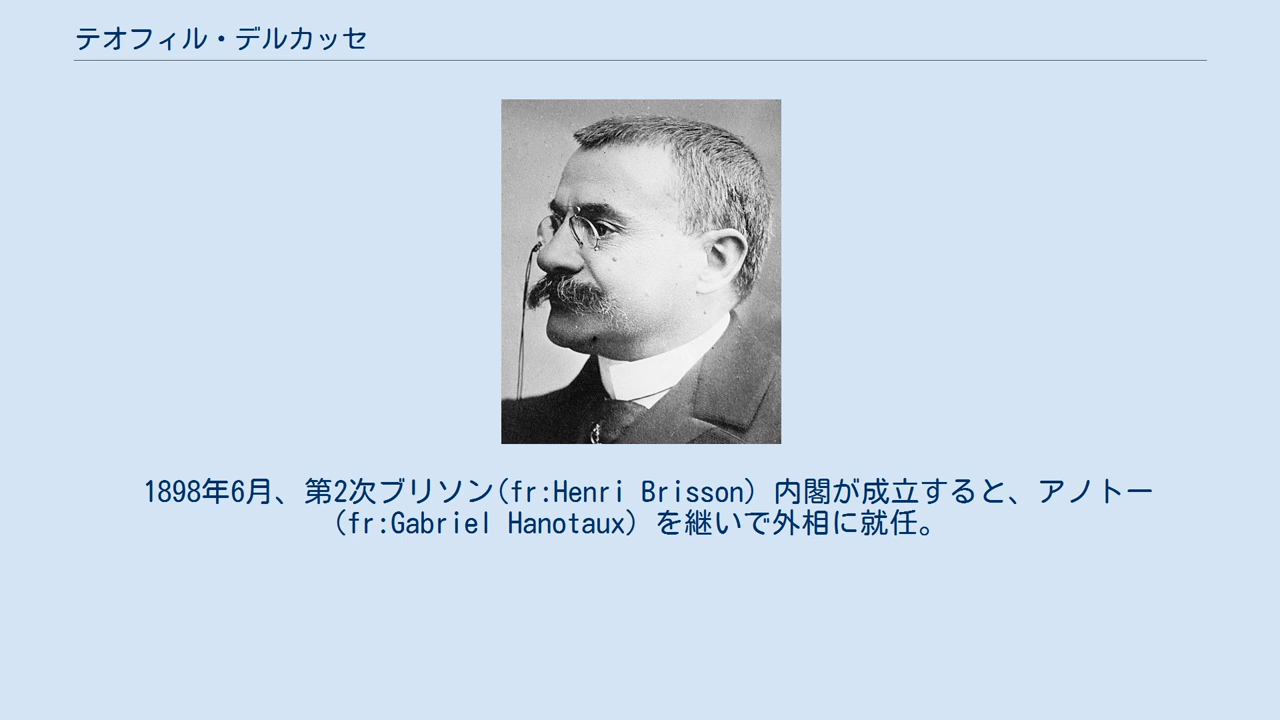 テオフィル・デルカッセ
1898年6月、第2次ブリソン(fr:Henri Brisson) 内閣が成立すると、アノトー
(fr:Gabriel Hanotaux) を継いで外相に就任。